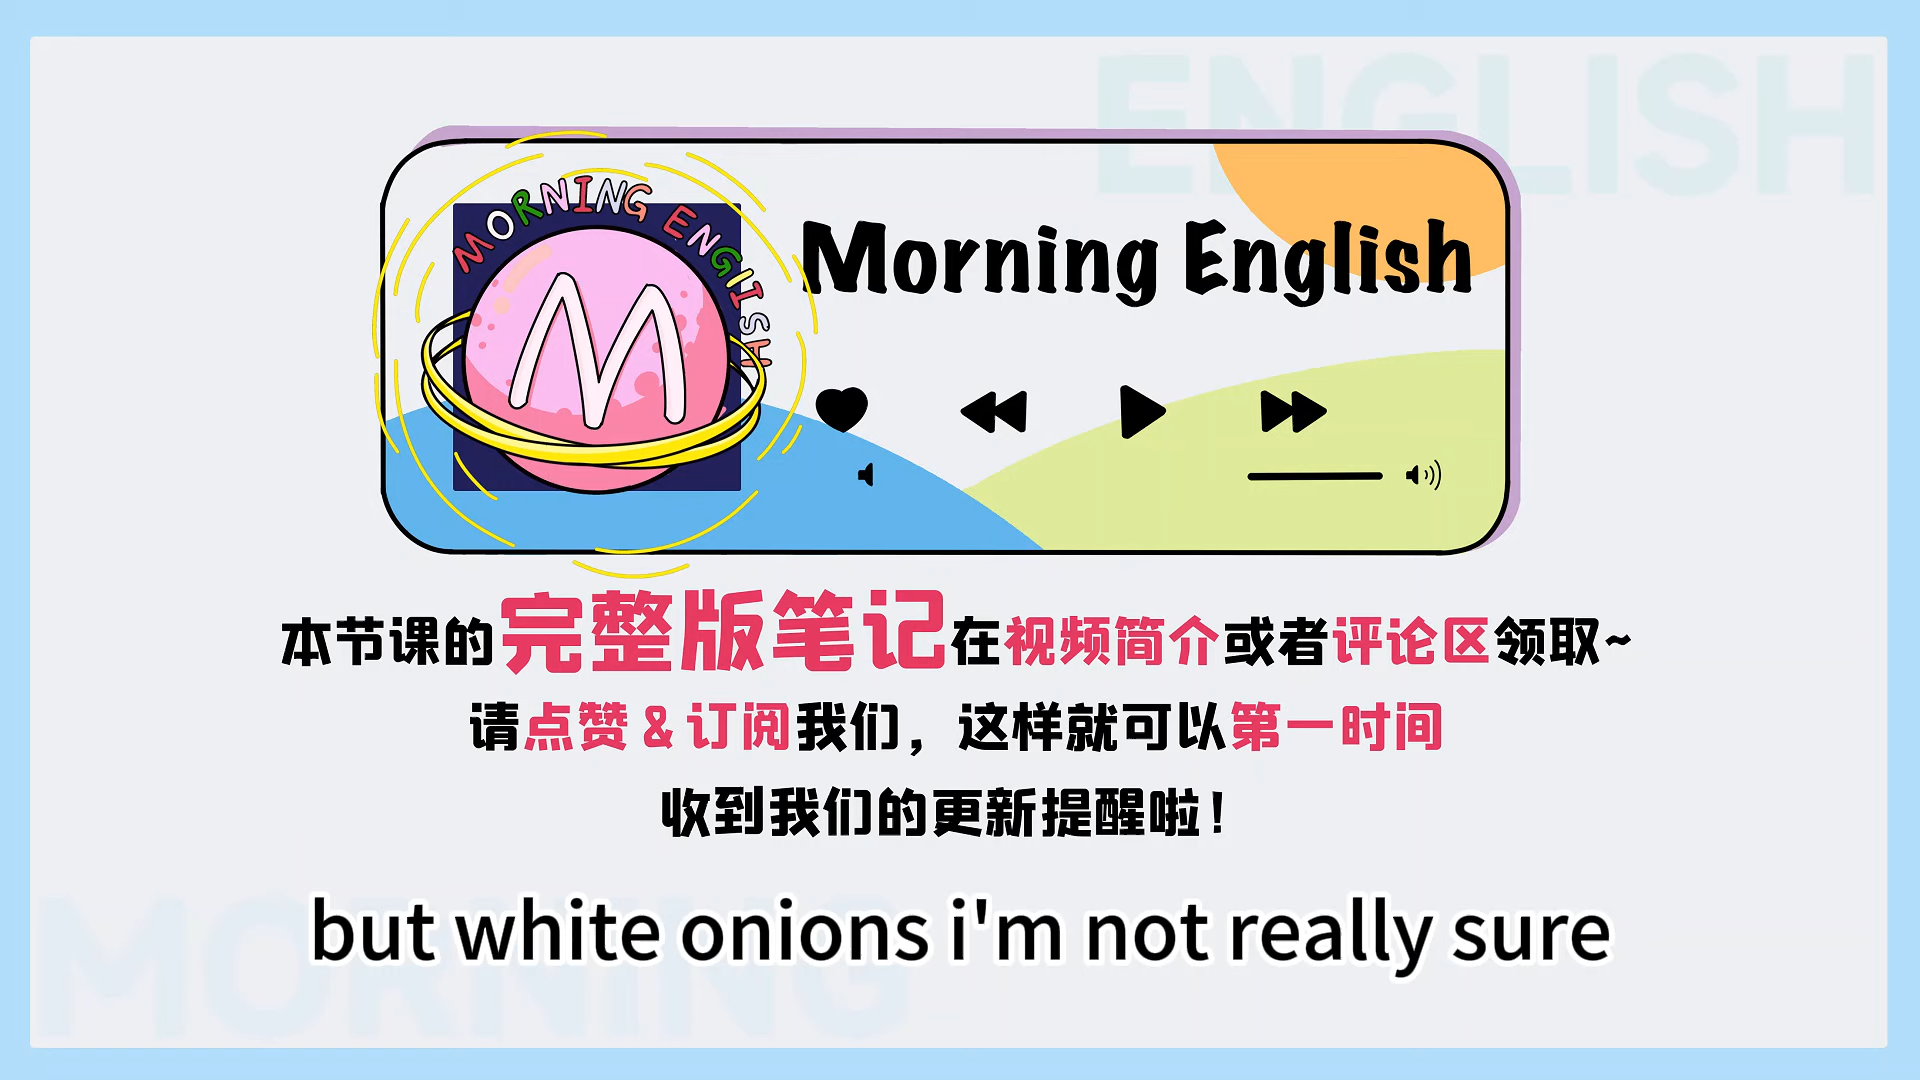 ENGLISH
MORNING ENGLISH
M
Morning English
本节课的完整版笔记在视频简介或者评论区领取~
请点赞&订阅我们，这样就可以第一时间
收到我们的更新提醒啦！
MORNING
but white onions i'm not really sure